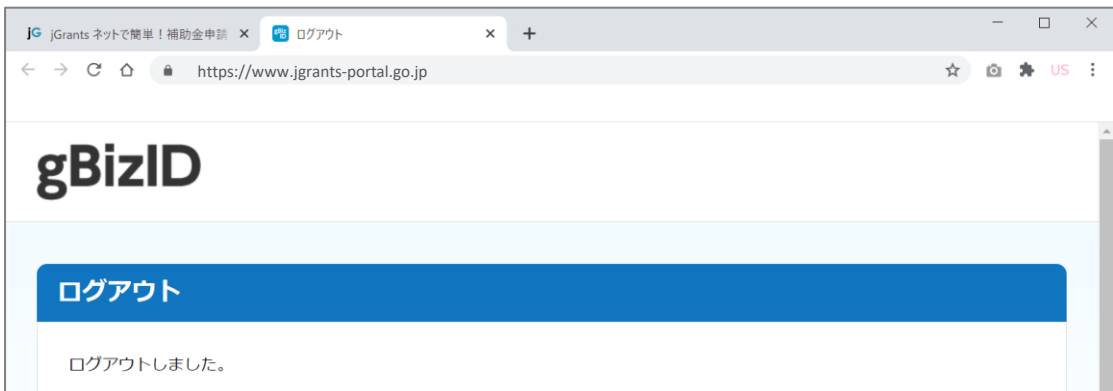 jG jGrants ネットで簡単！補助金申請
gBiz ID ログアウト
https://www.jgrants-portal.go.jp
US
gBizID
ログアウト
ログアウトしました。